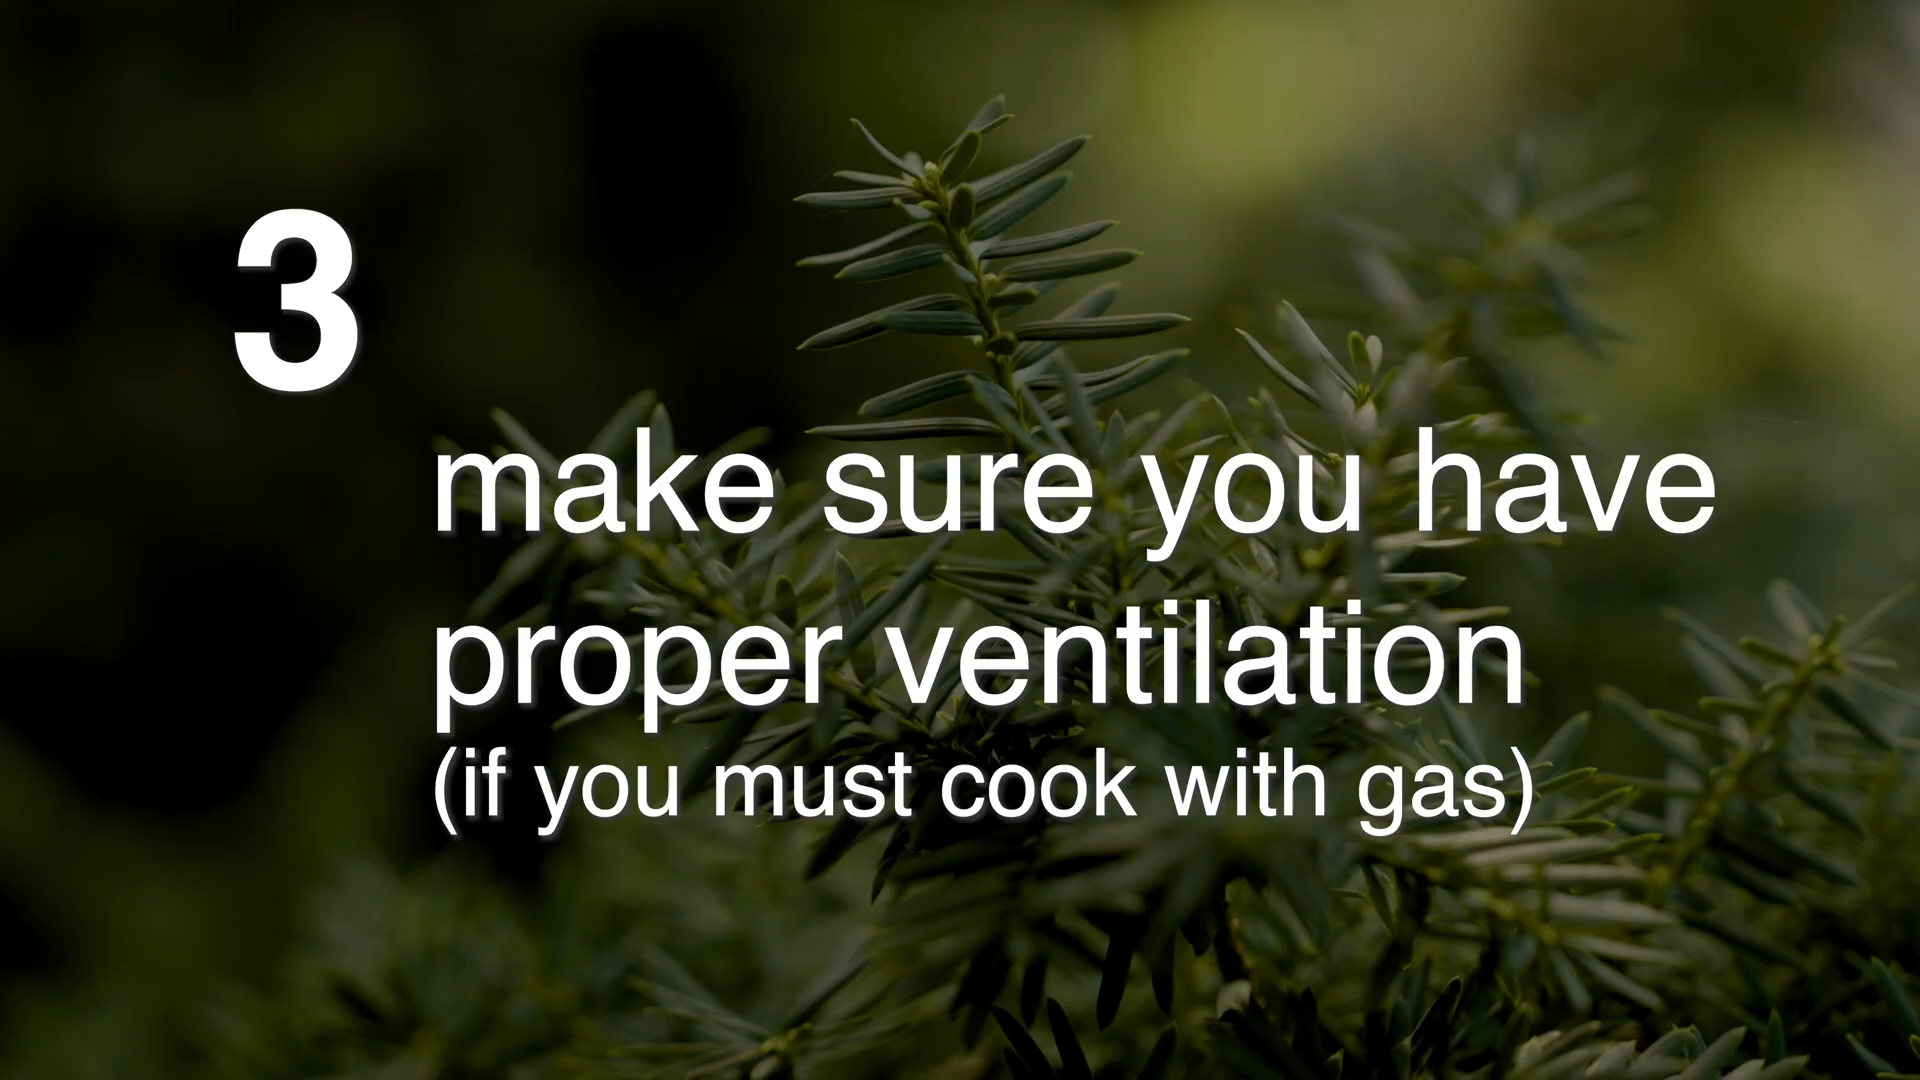 3
make sure you have
proper ventilation
(if you must cook with gas)